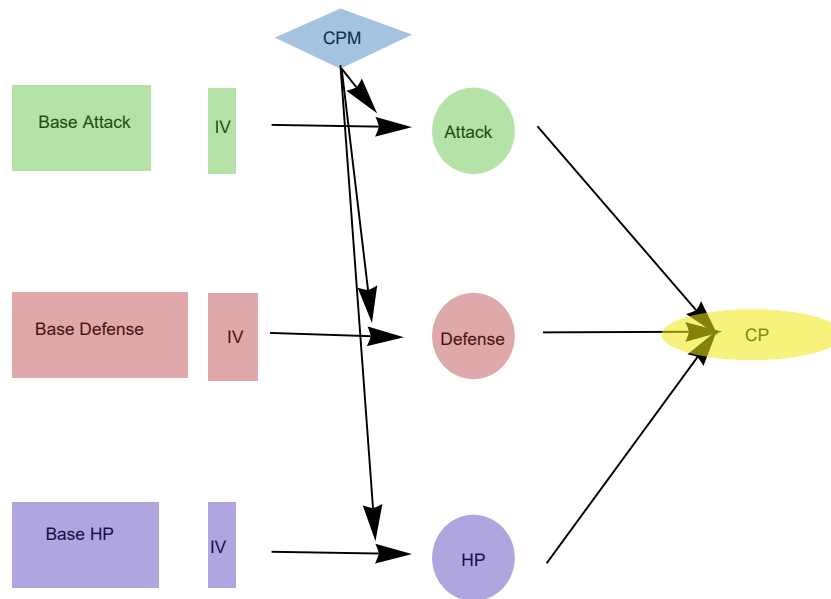 CPM
Base Attack
IV
Attack
Base Defense
IV
Defense
CP
Base HP
IV
HP